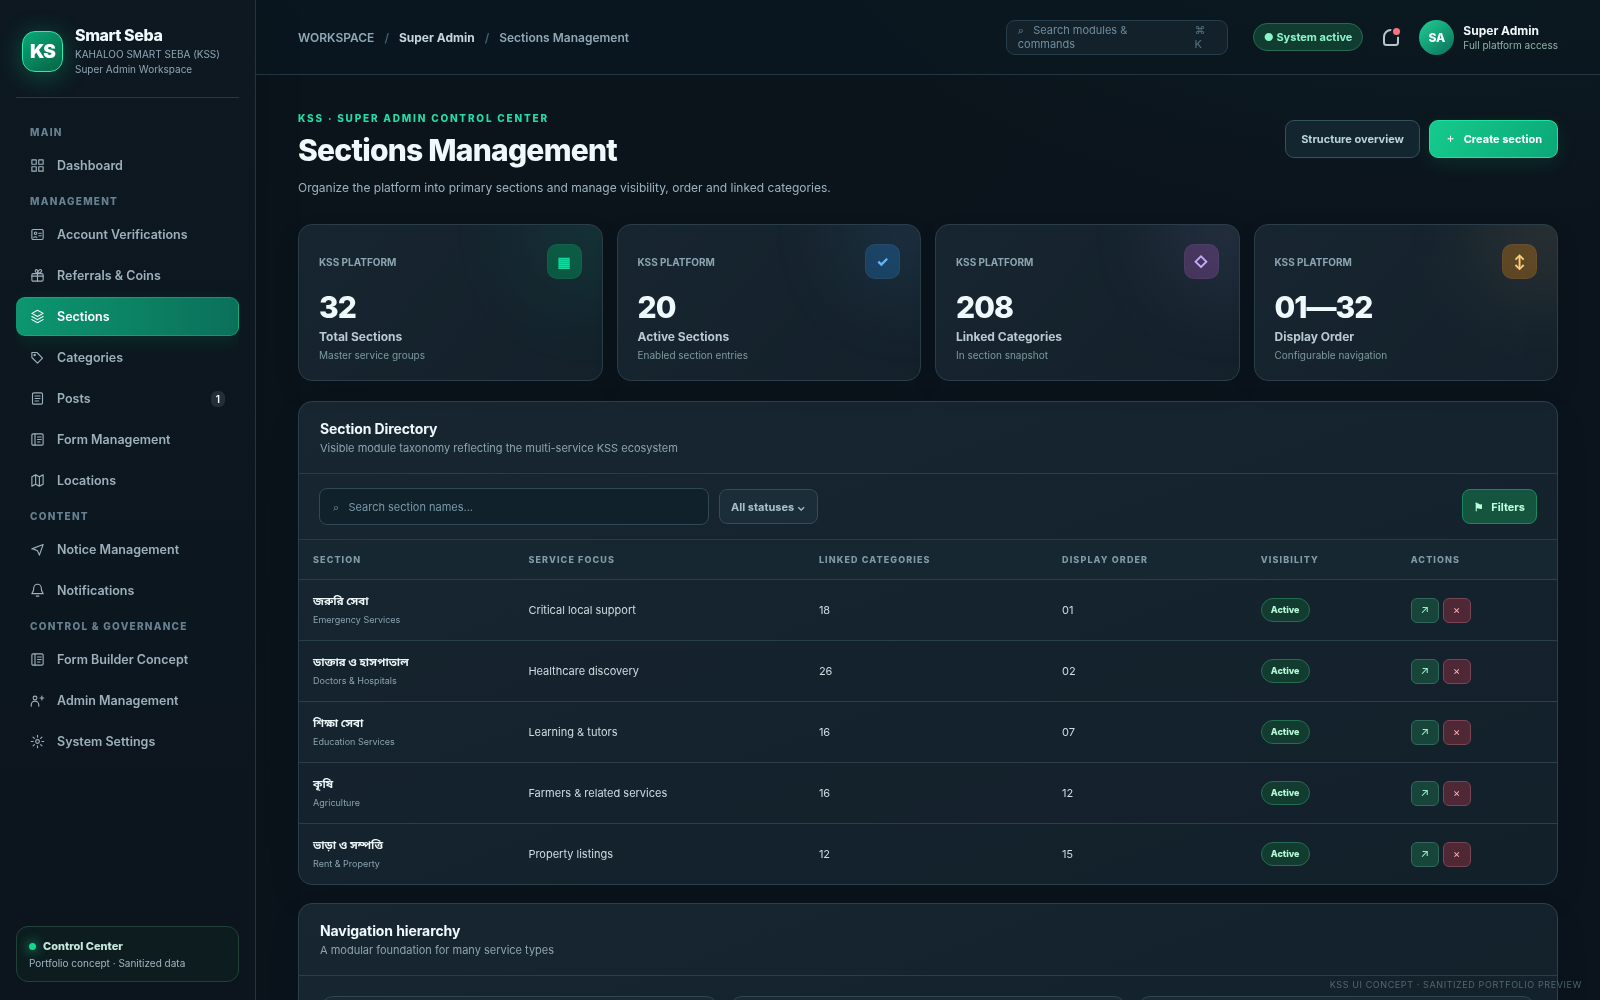 KS
Smart Seba
KAHALOO SMART SEBA (KSS)
Super Admin Workspace
MAIN
Dashboard
MANAGEMENT
Account Verifications
Referrals & Coins
Sections
Categories
Posts 1
Form Management
Locations
CONTENT
Notice Management
Notifications
CONTROL & GOVERNANCE
Form Builder Concept
Admin Management
System Settings
Control Center
Portfolio concept · Sanitized data
WORKSPACE / Super Admin / Sections Management
Search modules & commands ⌘ K
System active
SA
Super Admin
Full platform access
KSS · SUPER ADMIN CONTROL CENTER
Sections Management
Organize the platform into primary sections and manage visibility, order and linked categories.
Structure overview
+ Create section
KSS PLATFORM
32
Total Sections
Master service groups
KSS PLATFORM
20
Active Sections
Enabled section entries
KSS PLATFORM
208
Linked Categories
In section snapshot
KSS PLATFORM
01—32
Display Order
Configurable navigation
Section Directory
Visible module taxonomy reflecting the multi-service KSS ecosystem
Search section names...
All statuses
Filters
SECTION SERVICE FOCUS LINKED CATEGORIES DISPLAY ORDER VISIBILITY ACTIONS
জরুরি সেবা
Emergency Services
Critical local support 18 01 Active
ডাক্তার ও হাসপাতাল
Doctors & Hospitals
Healthcare discovery 26 02 Active
শিক্ষা সেবা
Education Services
Learning & tutors 16 07 Active
কৃষি
Agriculture
Farmers & related services 16 12 Active
ভাড়া ও সম্পত্তি
Rent & Property
Property listings 12 15 Active
Navigation hierarchy
A modular foundation for many service types
KSS UI CONCEPT · SANITIZED PORTFOLIO PREVIEW